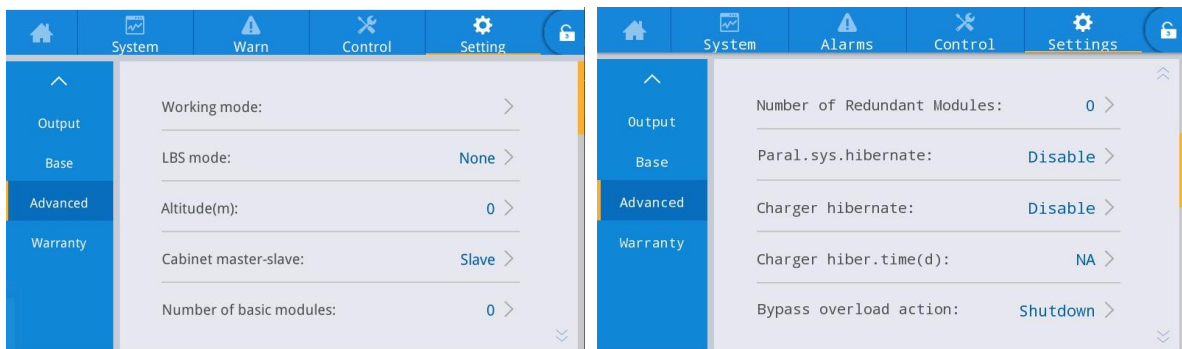 System Warn Control Setting 3
Output
Base
Advanced
Warranty
Working mode:
LBS mode: None
Altitude(m): 0
Cabinet master-slave: Slave
Number of basic modules: 0
System Alarms Control Settings 3
Output
Base
Advanced
Warranty
Number of Redundant Modules: 0
Paral.sys.hibernate: Disable
Charger hibernate: Disable
Charger hiber.time(d): NA
Bypass overload action: Shutdown